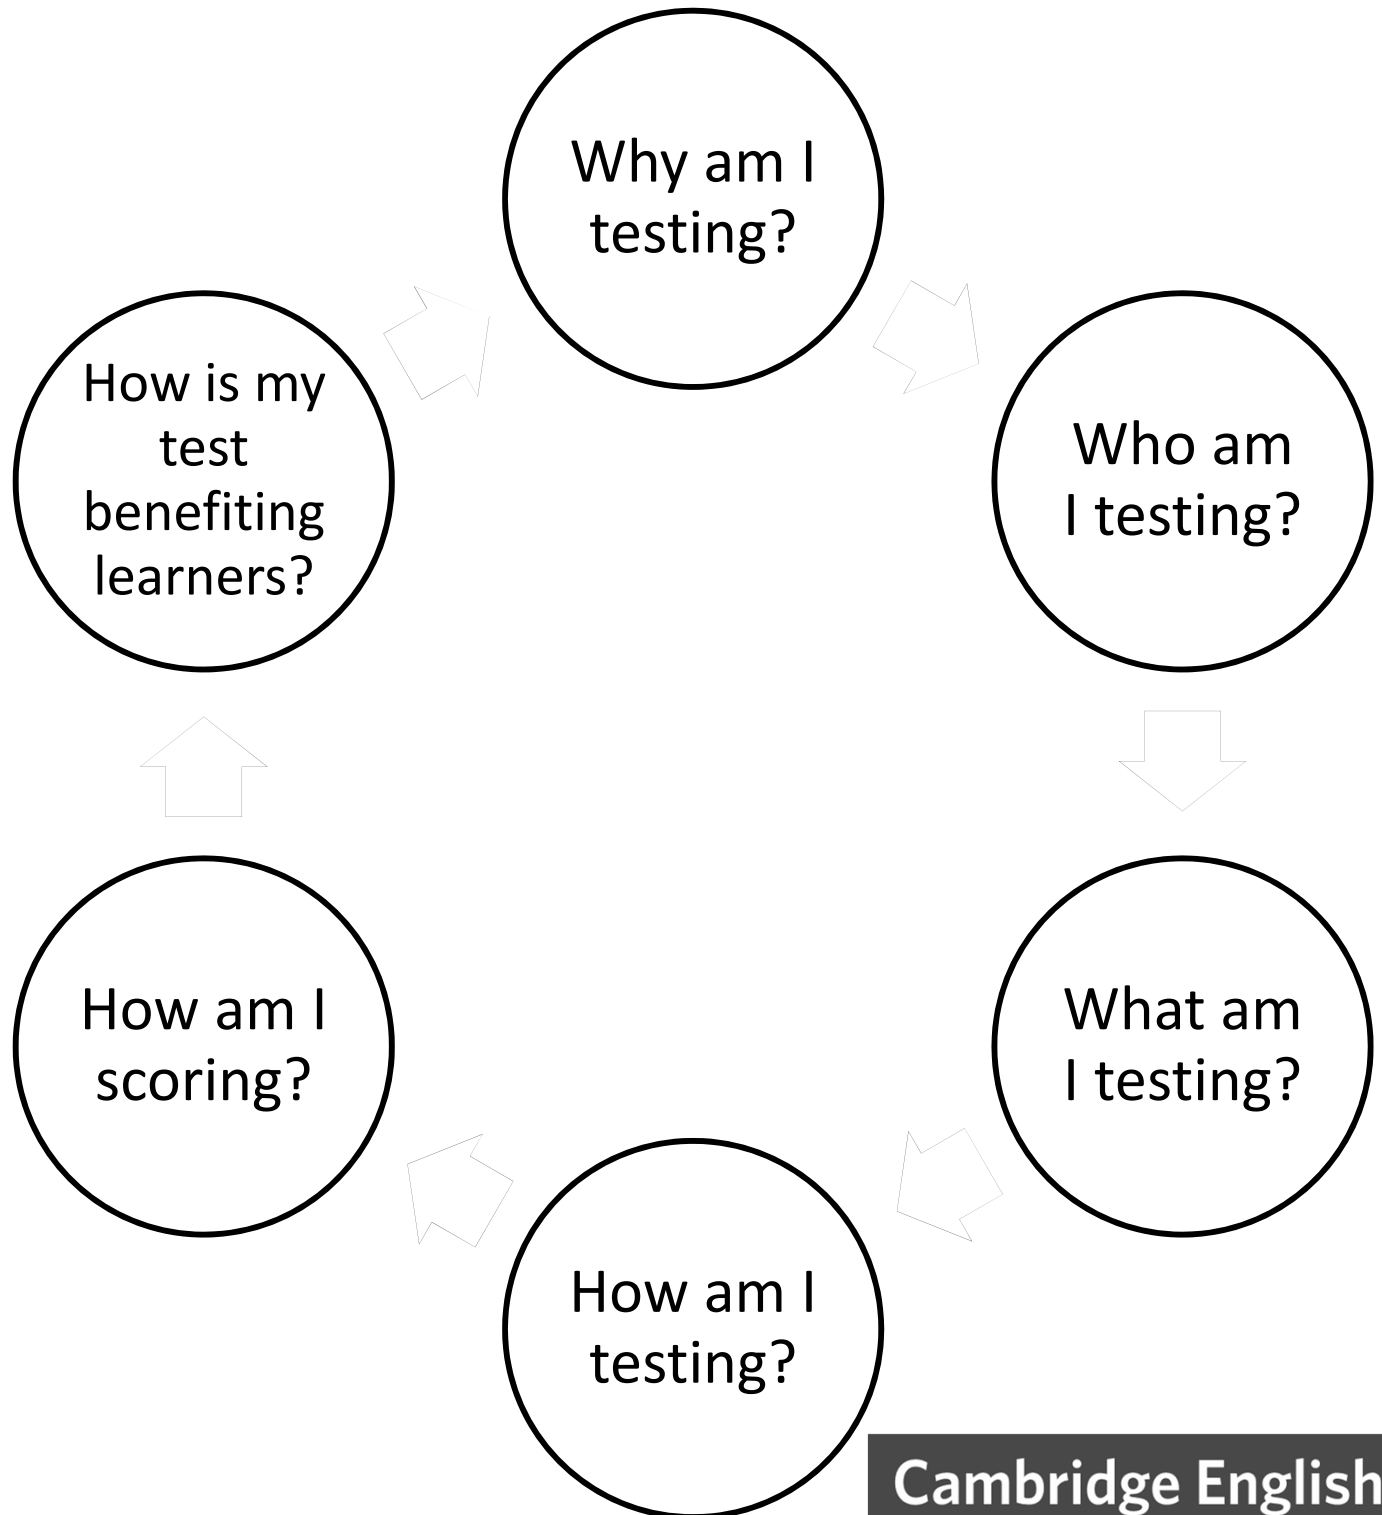 Why am I
testing?
Who am
I testing?
What am
I testing?
How am I
testing?
How am I
scoring?
How is my
test
benefiting
learners?
Cambridge English